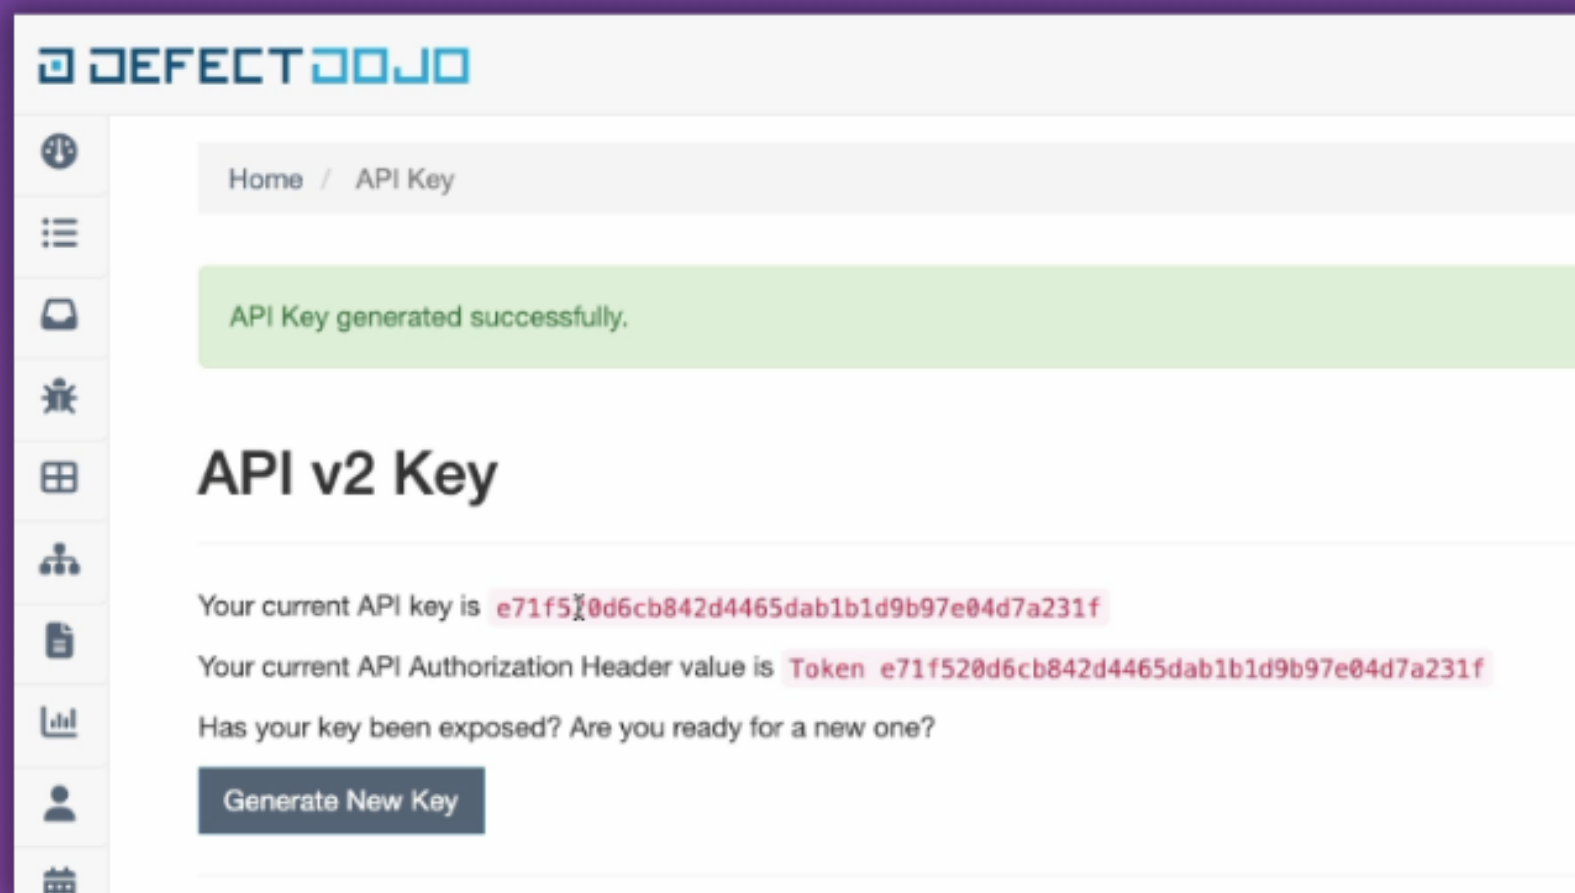 DEFECTDOJO
Home / API Key
API Key generated successfully.
API v2 Key
Your current API key is e71f520d6cb842d4465dab1b1d9b97e04d7a231f
Your current API Authorization Header value is Token e71f520d6cb842d4465dab1b1d9b97e04d7a231f
Has your key been exposed? Are you ready for a new one?
Generate New Key